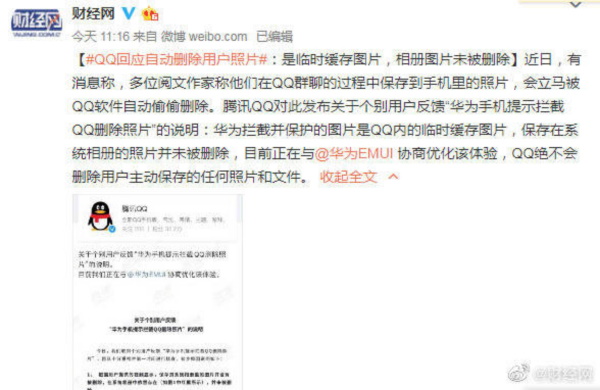 财经网
今天 11:16 来自 微博 weibo.com 已编辑
【#QQ回应自动删除用户照片#：是临时缓存图片，相册图片未被删除】近日，有
消息称，多位阅文作家称他们在QQ群聊的过程中保存到手机里的照片，会立马被
QQ软件自动偷偷删除。腾讯QQ对此发布关于个别用户反馈“华为手机提示拦截
QQ删除照片”的说明：华为拦截并保护的图片是QQ内的临时缓存图片，保存在系
统相册的照片并未被删除，目前正在与@华为EMUI 协商优化该体验，QQ绝不会
删除用户主动保存的任何照片和文件。 收起全文
腾讯QQ
关于个别用户反馈“华为手机提示拦截QQ删除照
片”的说明。
目前我们正在与@华为EMUI 协商优化该体验。
关于个别用户反馈
“华为手机提示拦截QQ删除照片”的说明
@财经网